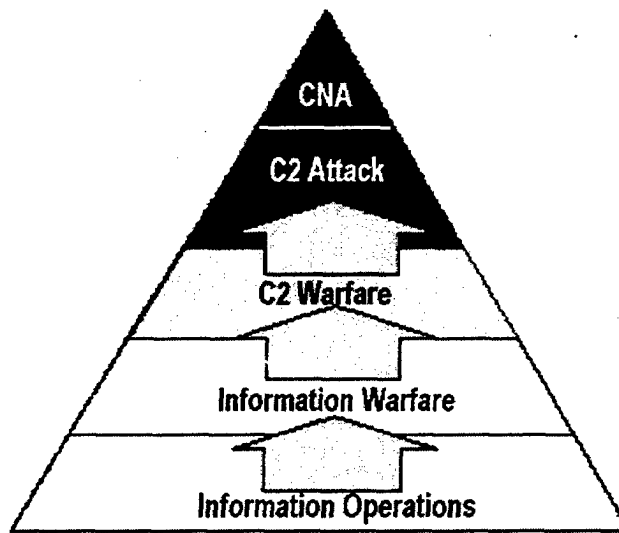 CNA
C2 Attack
C2 Warfare
Information Warfare
Information Operations